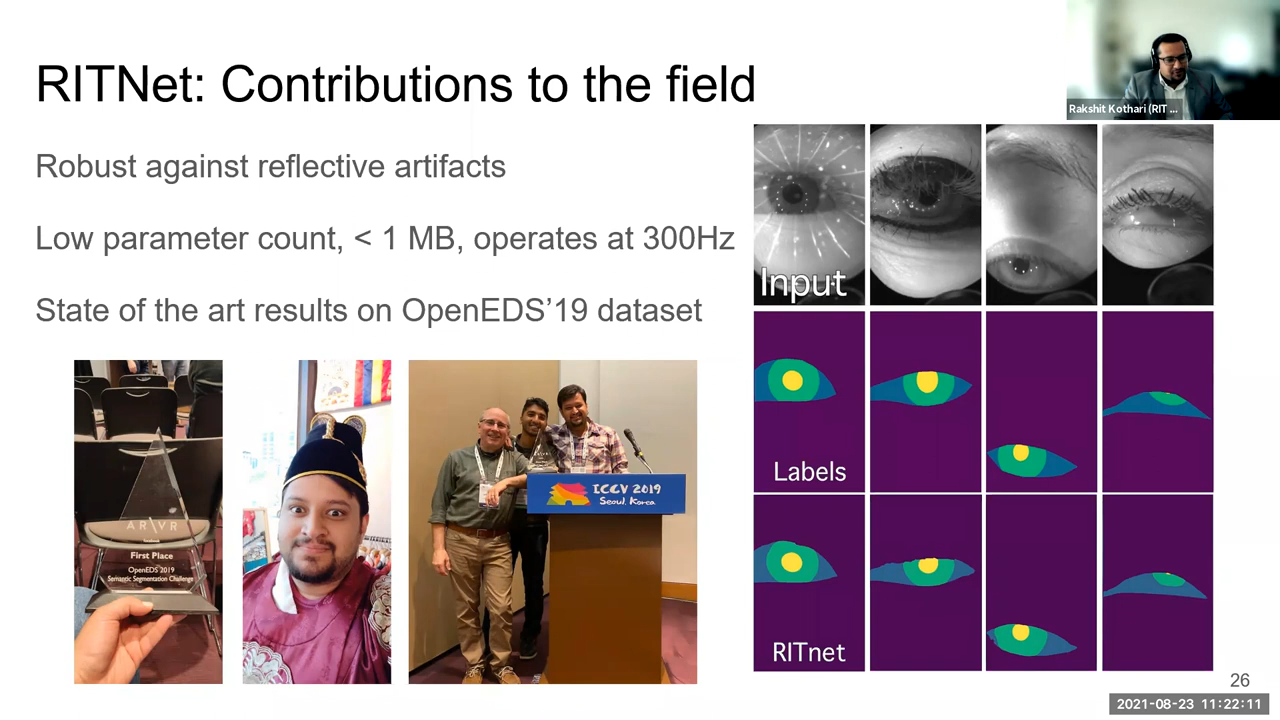 RITNet: Contributions to the field
Rakshit Kothari (RIT ...
Robust against reflective artifacts
Low parameter count, < 1 MB, operates at 300Hz
State of the art results on OpenEDS’19 dataset
Input
Labels
RITnet
AR/VR
First Place
OpenEDS 2019
Semantic Segmentation Challenge
ICCV 2019
Seoul, Korea
26
2021-08-23 11:22:11